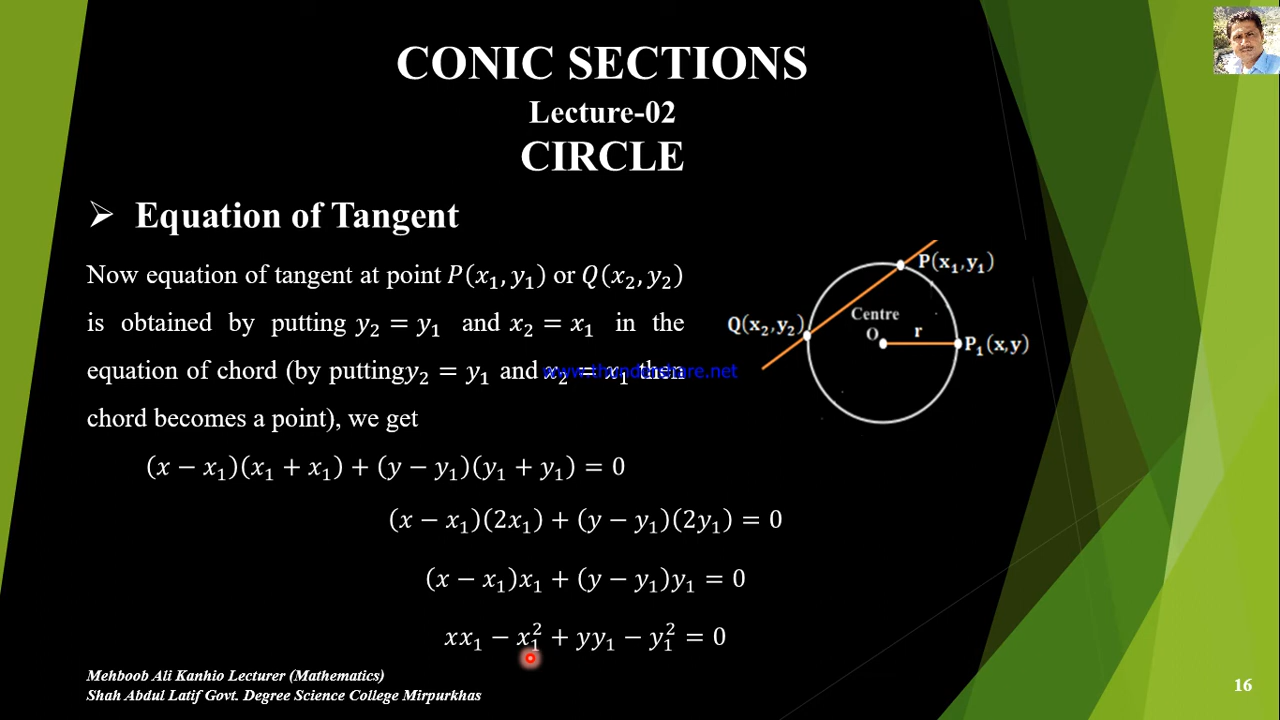 CONIC SECTIONS
Lecture-02
CIRCLE
➢ Equation of Tangent
Now equation of tangent at point P(x₁, y₁) or Q(x₂, y₂)
is obtained by putting y₂ = y₁ and x₂ = x₁ in the
equation of chord (by puttingy₂ = y₁ and x₂ = x₁ then
www.thundershare.net
chord becomes a point), we get
(x − x₁)(x₁ + x₁) + (y − y₁)(y₁ + y₁) = 0
(x − x₁)(2x₁) + (y − y₁)(2y₁) = 0
(x − x₁)x₁ + (y − y₁)y₁ = 0
xx₁ − x₁² + yy₁ − y₁² = 0
P(x₁,y₁)
Q(x₂,y₂)
Centre
O r
P₁(x,y)
Mehboob Ali Kanhio Lecturer (Mathematics)
Shah Abdul Latif Govt. Degree Science College Mirpurkhas
16